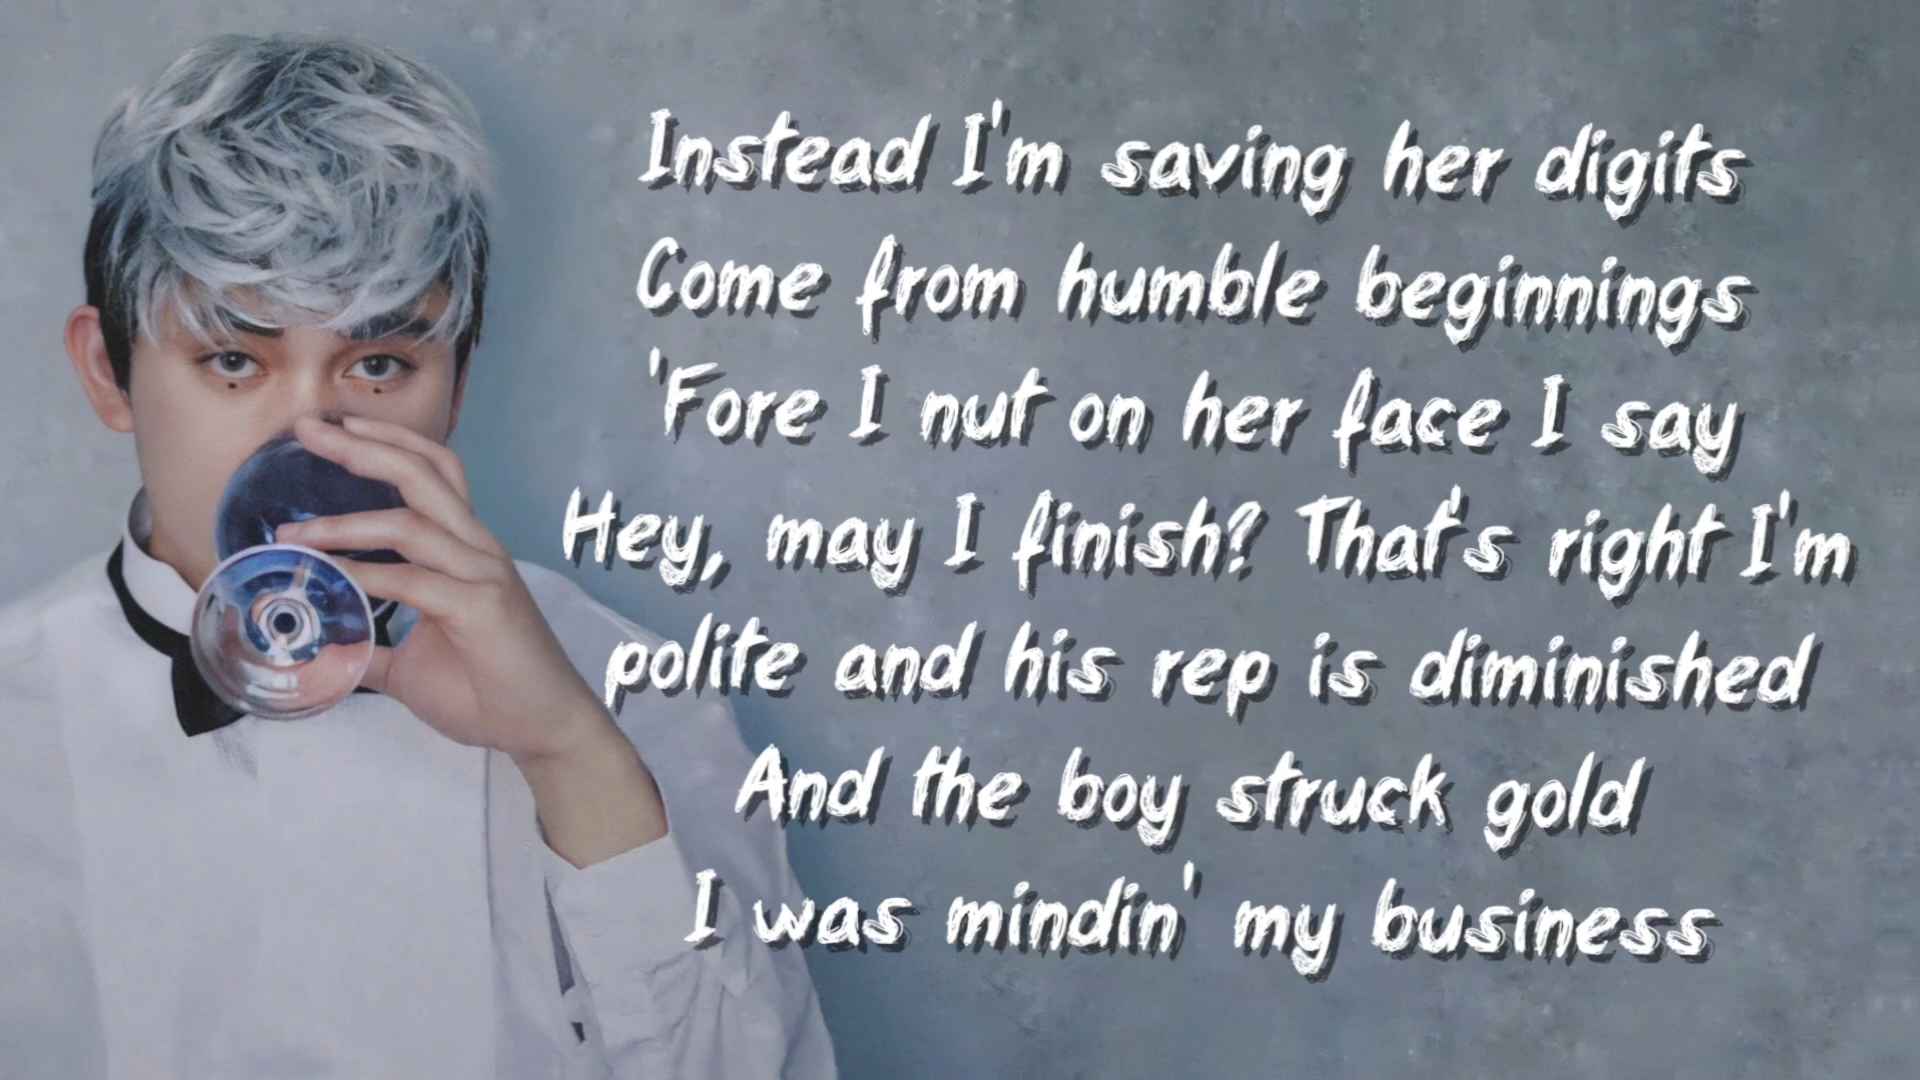 Instead I'm saving her digits
Come from humble beginnings
'Fore I nut on her face I say
Hey, may I finish? That's right I'm
polite and his rep is diminished
And the boy struck gold
I was mindin' my business